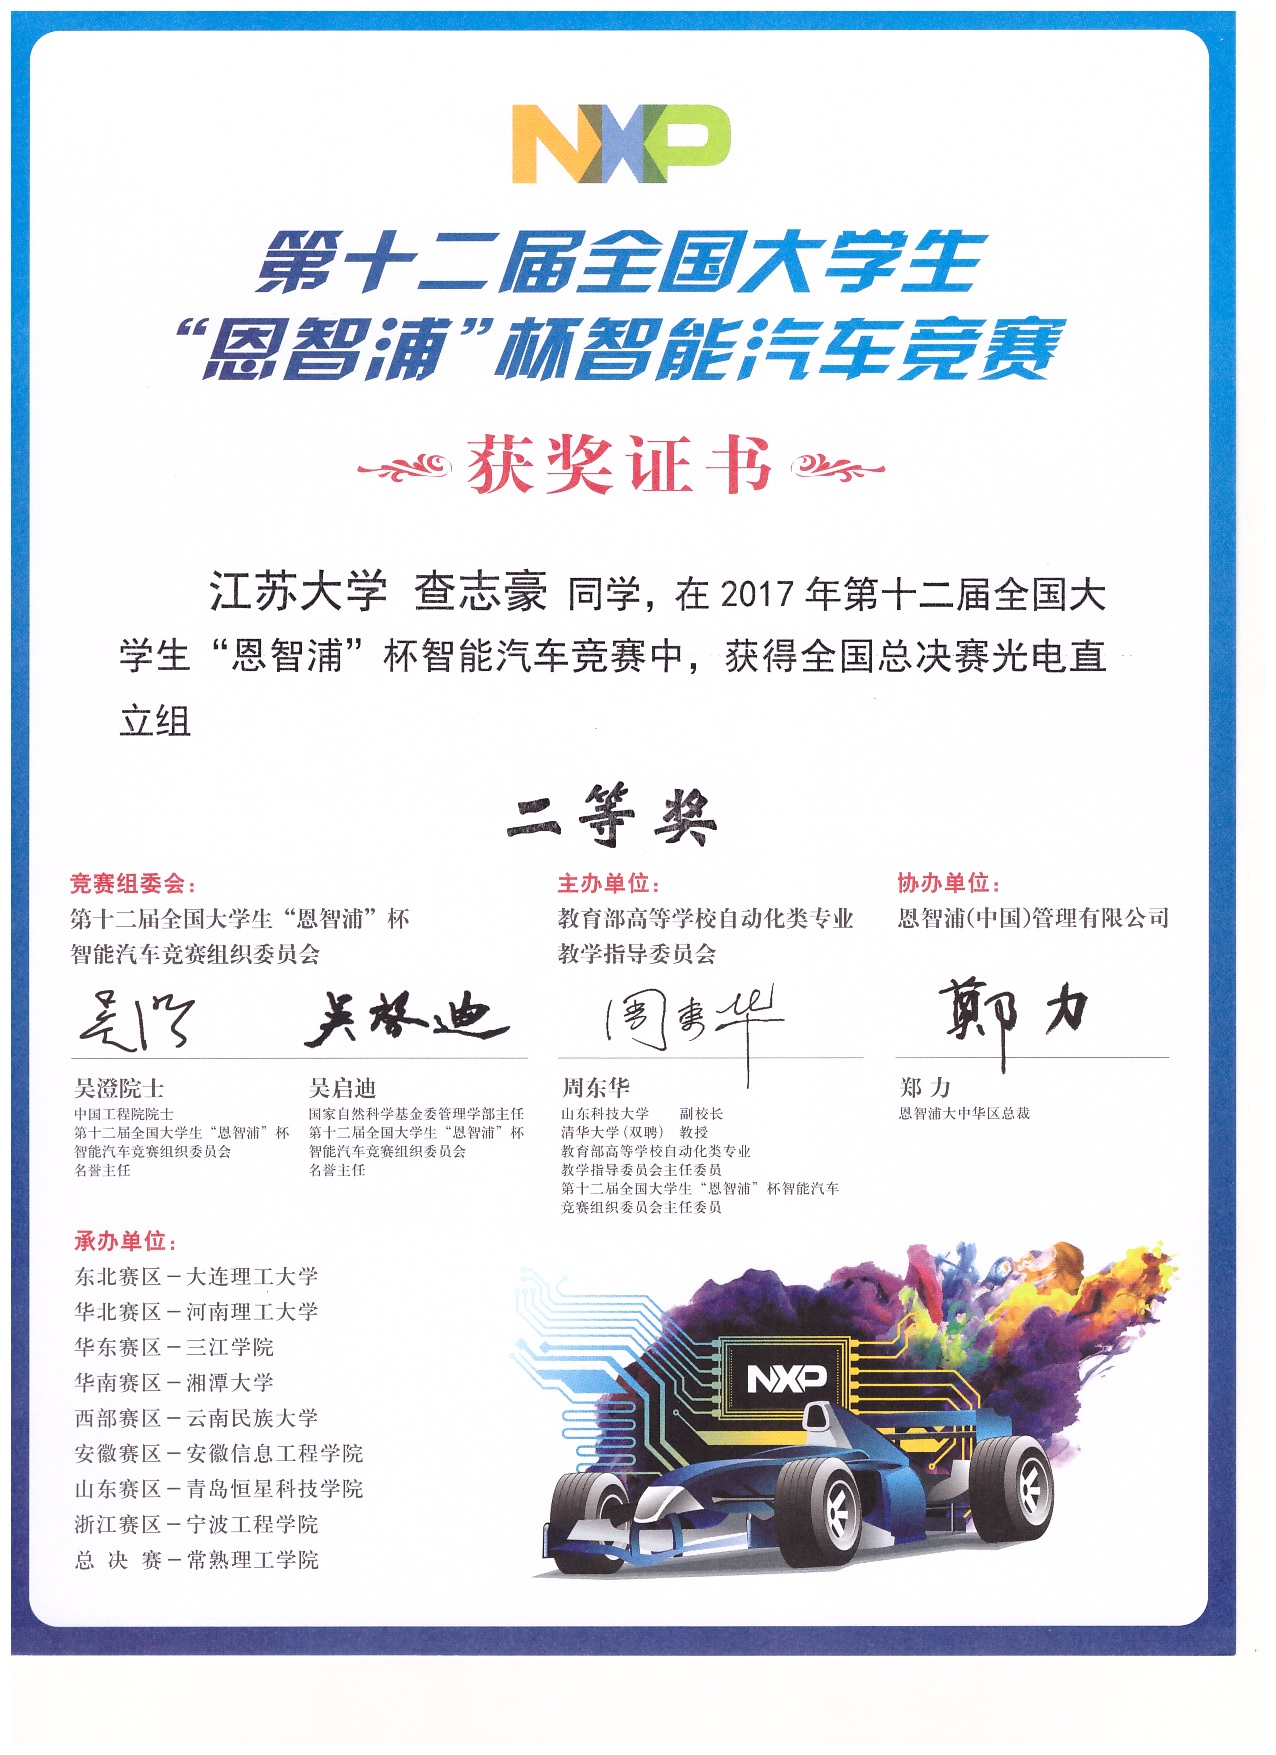 NXP
第十二届全国大学生
“恩智浦”杯智能汽车竞赛
获奖证书
江苏大学 查志豪 同学，在 2017 年第十二届全国大
学生“恩智浦”杯智能汽车竞赛中，获得全国总决赛光电直
立组
二等奖
竞赛组委会：
第十二届全国大学生“恩智浦”杯
智能汽车竞赛组织委员会
主办单位：
教育部高等学校自动化类专业
教学指导委员会
协办单位：
恩智浦(中国)管理有限公司
吴澄
吴启迪
周东华
郑力
吴澄院士
中国工程院院士
第十二届全国大学生“恩智浦”杯
智能汽车竞赛组织委员会
名誉主任
吴启迪
国家自然科学基金委管理学部主任
第十二届全国大学生“恩智浦”杯
智能汽车竞赛组织委员会
名誉主任
周东华
山东科技大学 副校长
清华大学(双聘) 教授
教育部高等学校自动化类专业
教学指导委员会主任委员
第十二届全国大学生“恩智浦”杯智能汽车
竞赛组织委员会主任委员
郑 力
恩智浦大中华区总裁
承办单位：
东北赛区－大连理工大学
华北赛区－河南理工大学
华东赛区－三江学院
华南赛区－湘潭大学
西部赛区－云南民族大学
安徽赛区－安徽信息工程学院
山东赛区－青岛恒星科技学院
浙江赛区－宁波工程学院
总 决 赛－常熟理工学院
NXP